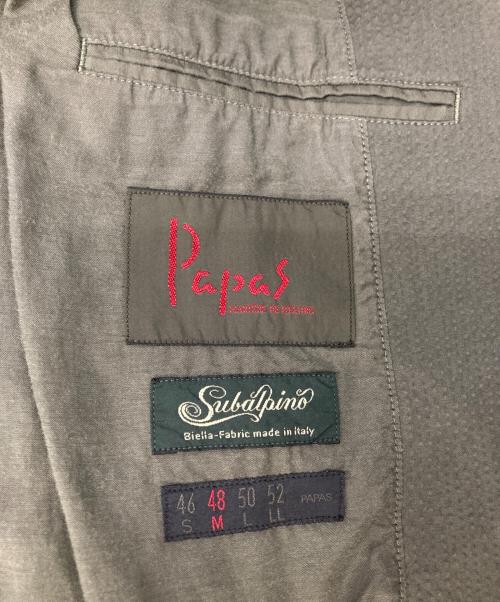 Papas
Subalpino
Biella-Fabric made in Italy
46 48 50 52 PAPAS
S M L LL